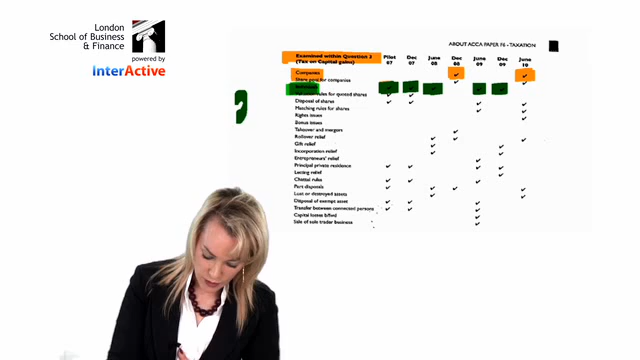 London
School of Business
& Finance
powered by
InterActive
ABOUT ACCA PAPER F6 – TAXATION
Examined within Question 3 Pilot Dec June Dec June Dec June
(Tax on Capital gains) 07 07 08 08 09 09 10
Companies
Share pool for companies
rules for quoted shares
Disposal of shares
Matching rules for shares
Rights issues
Bonus issues
Takeover and mergers
Rollover relief
Gift relief
Incorporation relief
Entrepreneurs' relief
Principal private residence
Letting relief
Chattel rules
Part disposals
Lost or destroyed assets
Disposal of exempt asset
Transfer between connected persons
Capital losses b/fwd
Sale of sole trader business